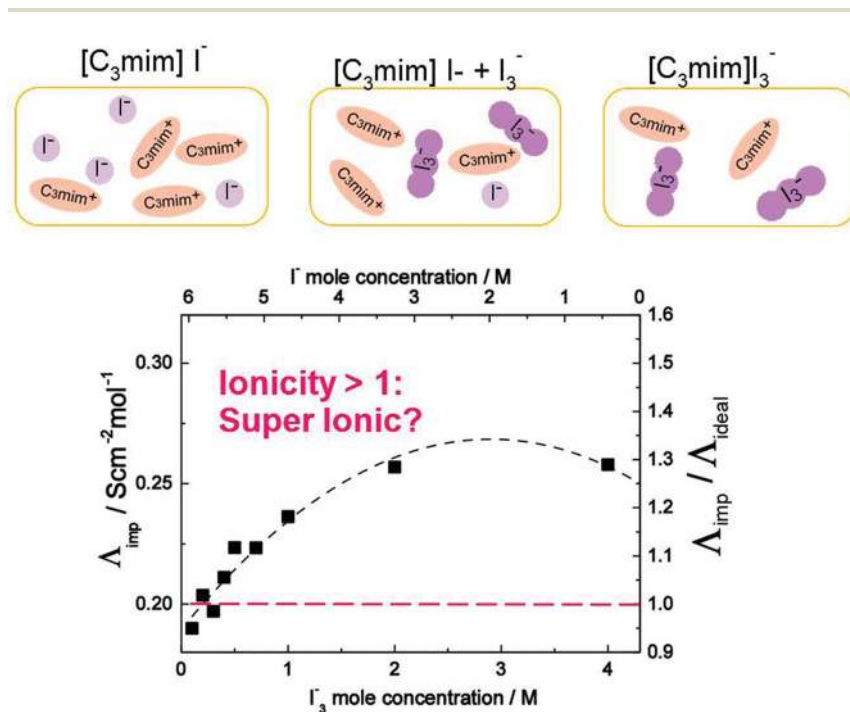 [C₃mim] I⁻
[C₃mim] I- + I₃⁻
[C₃mim]I₃⁻
I⁻
I⁻
I⁻
I⁻
C₃mim⁺
C₃mim⁺
C₃mim⁺
C₃mim⁺
C₃mim⁺
I₃⁻
I₃⁻
C₃mim⁺
C₃mim⁺
I⁻
C₃mim⁺
C₃mim⁺
I₃⁻
I₃⁻
I⁻ mole concentration / M
6 5 4 3 2 1 0
Ionicity > 1:
Super Ionic?
Λimp / Scm⁻²mol⁻¹
0.30
0.25
0.20
1.6
1.5
1.4
1.3
1.2
1.1
1.0
0.9
Λimp / Λideal
0 1 2 3 4
I⁻₃ mole concentration / M